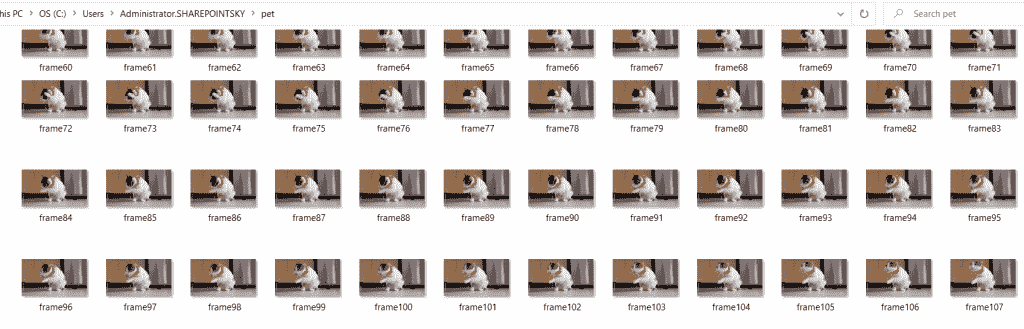 his PC > OS (C:) > Users > Administrator.SHAREPOINTSKY > pet
Search pet
frame60 frame61 frame62 frame63 frame64 frame65 frame66 frame67 frame68 frame69 frame70 frame71
frame72 frame73 frame74 frame75 frame76 frame77 frame78 frame79 frame80 frame81 frame82 frame83
frame84 frame85 frame86 frame87 frame88 frame89 frame90 frame91 frame92 frame93 frame94 frame95
frame96 frame97 frame98 frame99 frame100 frame101 frame102 frame103 frame104 frame105 frame106 frame107